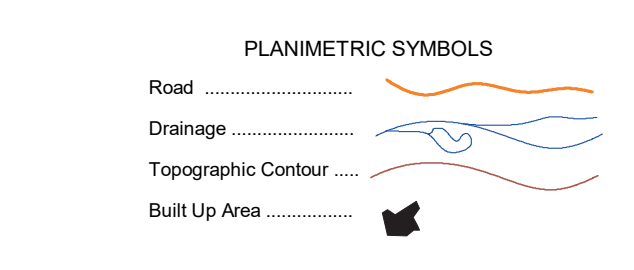 PLANIMETRIC SYMBOLS
Road .............................
Drainage ........................
Topographic Contour .....
Built Up Area .................